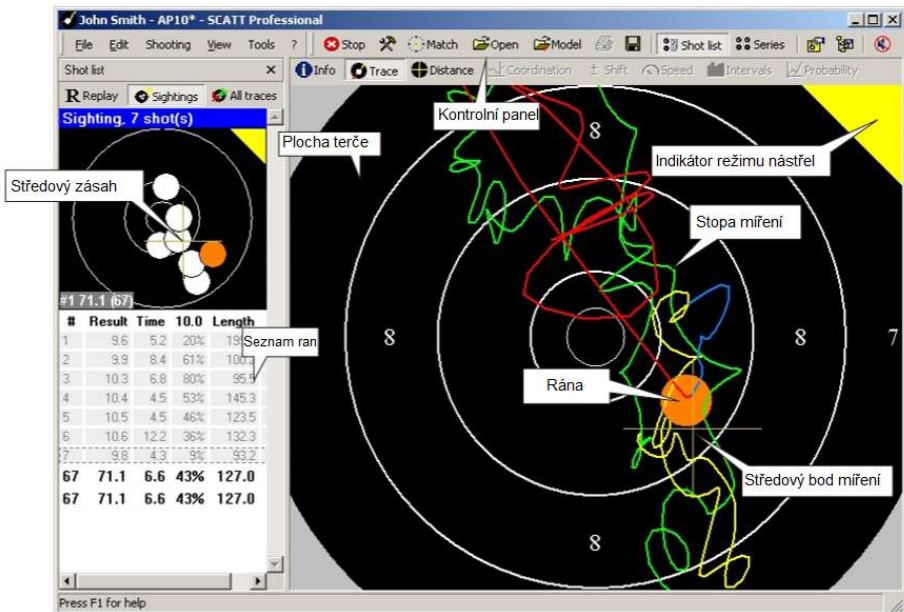 John Smith - AP10* - SCATT Professional
File Edit Shooting View Tools ? Stop Match Open Model Shot list Series
Shot list Info Trace Distance Coordination ± Shift Speed Intervals Probability
R Replay Sightings All traces
Sighting, 7 shot(s)
Kontrolní panel
8
Plocha terče
Indikátor režimu nástřel
Středový zásah
Stopa míření
#1 71.1 (67)
# Result Time 10.0 Length
1 9.6 5.2 20%
2 9.9 8.4 61% 100.2
3 10.3 6.8 80% 95.5
4 10.4 4.5 53% 145.3
5 10.5 4.5 46% 123.5
6 10.6 12.2 36% 132.3
7 9.8 4.3 9% 93.2
67 71.1 6.6 43% 127.0
67 71.1 6.6 43% 127.0
Seznam ran
8 8 7
Rána
Středový bod míření
8
Press F1 for help